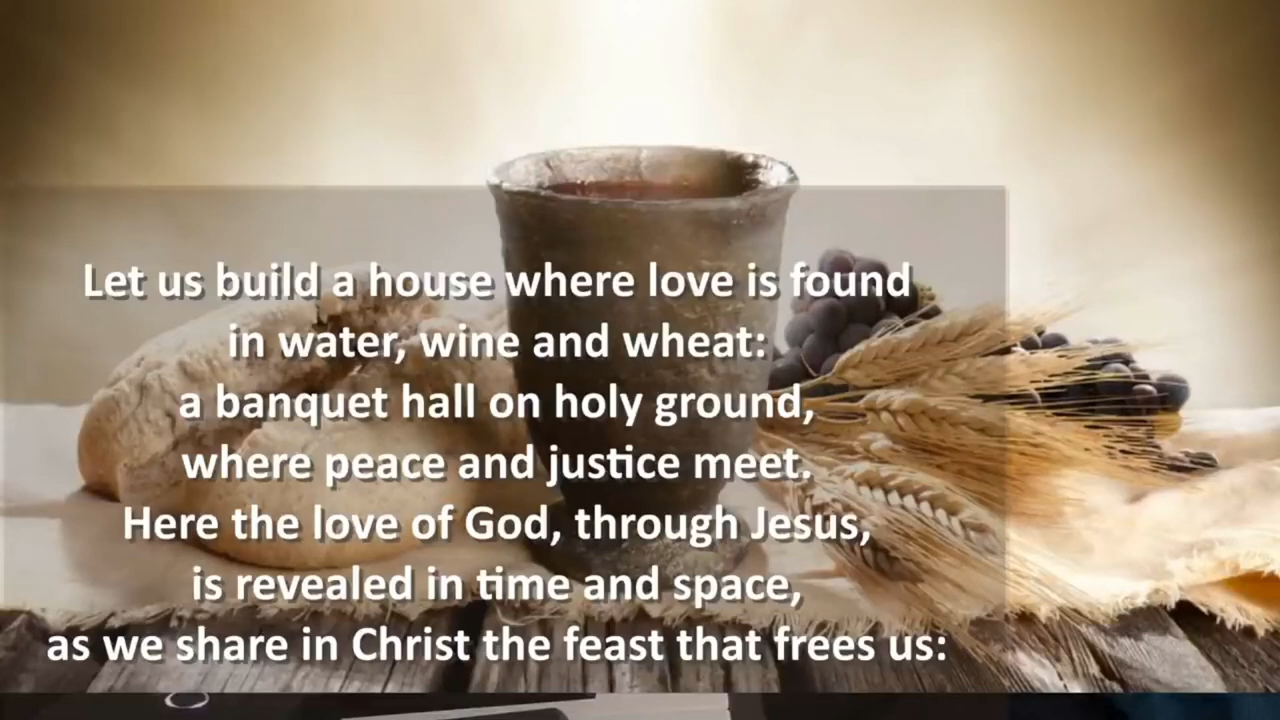 Let us build a house where love is found
in water, wine and wheat:
a banquet hall on holy ground,
where peace and justice meet.
Here the love of God, through Jesus,
is revealed in time and space,
as we share in Christ the feast that frees us: